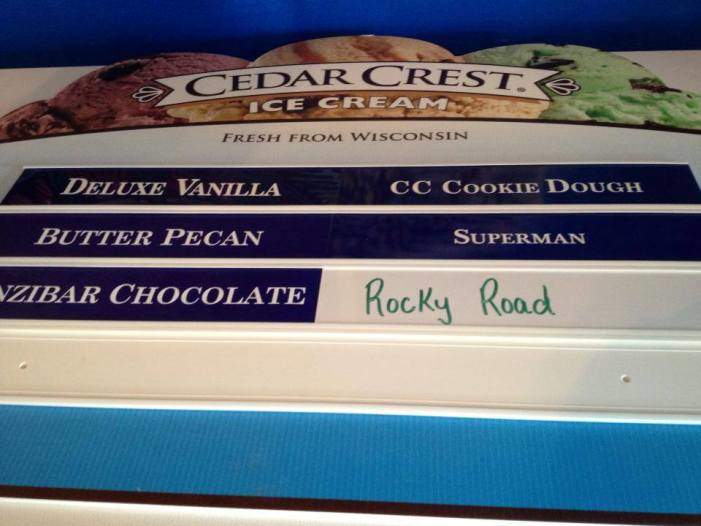 CEDAR CREST®
ICE CREAM
FRESH FROM WISCONSIN
DELUXE VANILLA CC COOKIE DOUGH
BUTTER PECAN SUPERMAN
NZIBAR CHOCOLATE Rocky Road